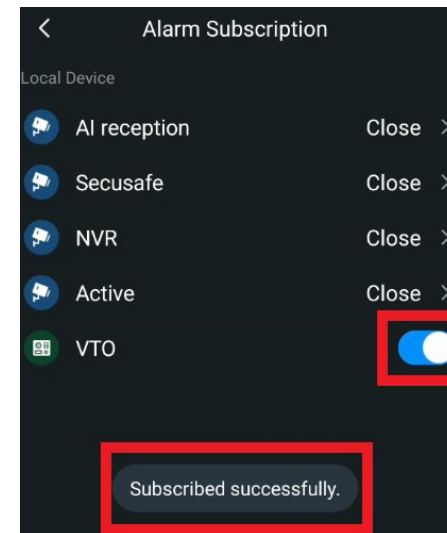 Alarm Subscription
Local Device
AI reception Close
Secusafe Close
NVR Close
Active Close
VTO
Subscribed successfully.